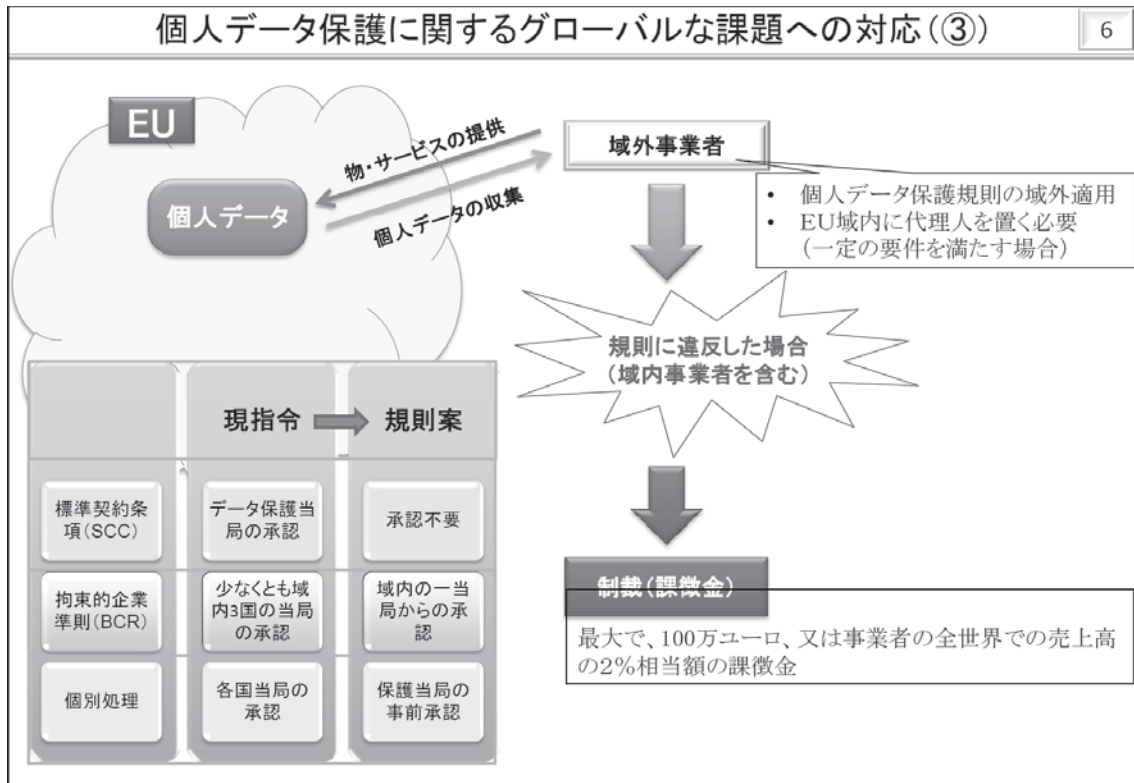 個人データ保護に関するグローバルな課題への対応(③)
6
EU
個人データ
物・サービスの提供
個人データの収集
域外事業者
• 個人データ保護規則の域外適用
• EU域内に代理人を置く必要
(一定の要件を満たす場合)
規則に違反した場合
(域内事業者を含む)
制裁(課徴金)
最大で、100万ユーロ、又は事業者の全世界での売上高
の2%相当額の課徴金
現指令
規則案
標準契約条
項(SCC)
データ保護当
局の承認
承認不要
拘束的企業
準則(BCR)
少なくとも域
内3国の当局
の承認
域内の一当
局からの承
認
個別処理
各国当局の
承認
保護当局の
事前承認